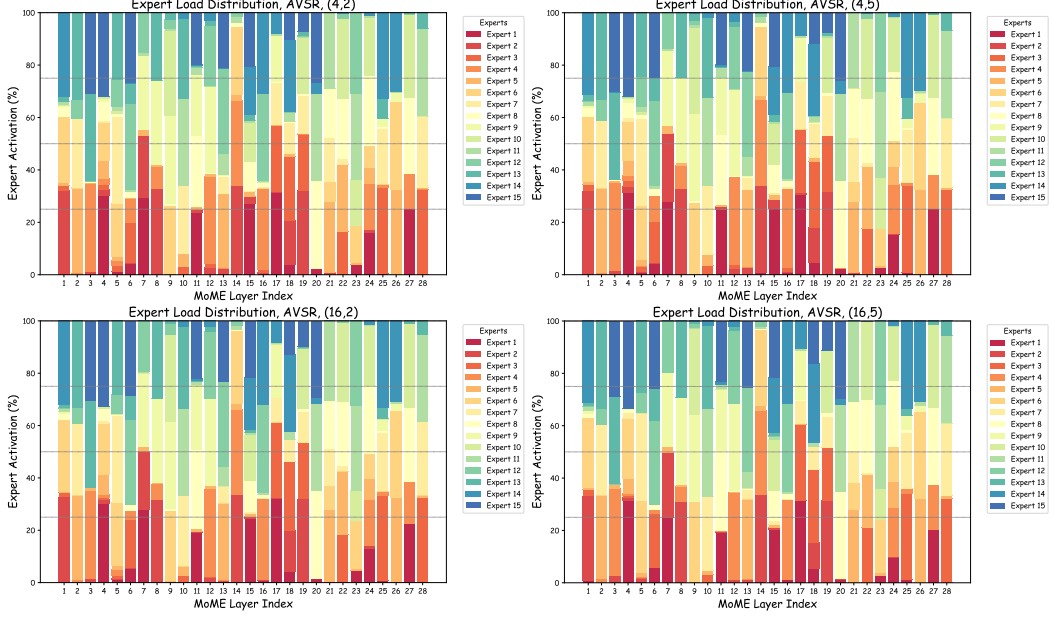 Expert Load Distribution, AVSR, (4,2)
Expert Activation (%)
100
80
60
40
20
0
1 2 3 4 5 6 7 8 9 10 11 12 13 14 15 16 17 18 19 20 21 22 23 24 25 26 27 28
MoME Layer Index
Experts
Expert 1
Expert 2
Expert 3
Expert 4
Expert 5
Expert 6
Expert 7
Expert 8
Expert 9
Expert 10
Expert 11
Expert 12
Expert 13
Expert 14
Expert 15
Expert Load Distribution, AVSR, (4,5)
Expert Activation (%)
100
80
60
40
20
0
1 2 3 4 5 6 7 8 9 10 11 12 13 14 15 16 17 18 19 20 21 22 23 24 25 26 27 28
MoME Layer Index
Experts
Expert 1
Expert 2
Expert 3
Expert 4
Expert 5
Expert 6
Expert 7
Expert 8
Expert 9
Expert 10
Expert 11
Expert 12
Expert 13
Expert 14
Expert 15
Expert Load Distribution, AVSR, (16,2)
Expert Activation (%)
100
80
60
40
20
0
1 2 3 4 5 6 7 8 9 10 11 12 13 14 15 16 17 18 19 20 21 22 23 24 25 26 27 28
MoME Layer Index
Experts
Expert 1
Expert 2
Expert 3
Expert 4
Expert 5
Expert 6
Expert 7
Expert 8
Expert 9
Expert 10
Expert 11
Expert 12
Expert 13
Expert 14
Expert 15
Expert Load Distribution, AVSR, (16,5)
Expert Activation (%)
100
80
60
40
20
0
1 2 3 4 5 6 7 8 9 10 11 12 13 14 15 16 17 18 19 20 21 22 23 24 25 26 27 28
MoME Layer Index
Experts
Expert 1
Expert 2
Expert 3
Expert 4
Expert 5
Expert 6
Expert 7
Expert 8
Expert 9
Expert 10
Expert 11
Expert 12
Expert 13
Expert 14
Expert 15